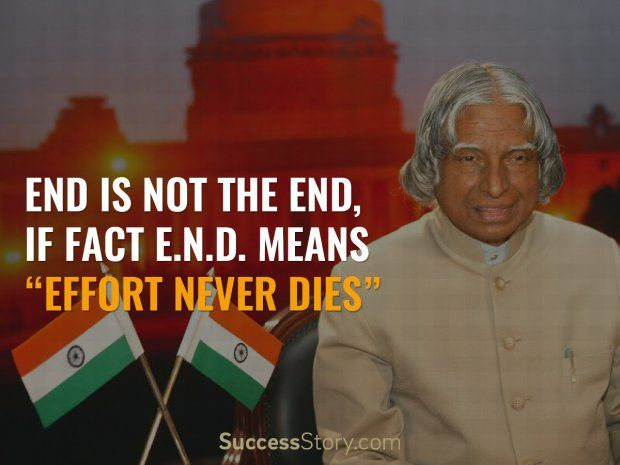 END IS NOT THE END,
IF FACT E.N.D. MEANS
“EFFORT NEVER DIES”
SuccessStory.com